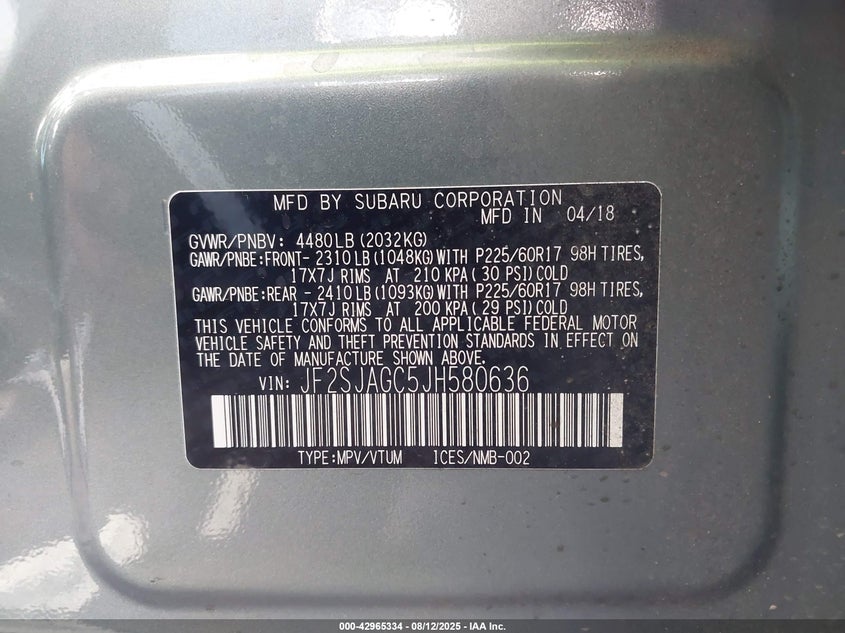 MFD BY SUBARU CORPORATION
MFD IN 04/18
GVWR/PNBV: 4480LB(2032KG)
GAWR/PNBE:FRONT- 2310LB(1048KG)WITH P225/60R17 98H TIRES,
17X7J RIMS AT 210 KPA(30 PSI)COLD
GAWR/PNBE:REAR - 2410LB(1093KG)WITH P225/60R17 98H TIRES,
17X7J RIMS AT 200 KPA(29 PSI)COLD
THIS VEHICLE CONFORMS TO ALL APPLICABLE FEDERAL MOTOR
VEHICLE SAFETY AND THEFT PREVENTION STANDARDS IN EFFECT ON
THE DATE OF MANUFACTURE SHOWN ABOVE.
VIN: JF2SJAGC5JH580636
TYPE:MPV/VTUM ICES/NMB-002
000-42965334 - 08/12/2025 - IAA Inc.